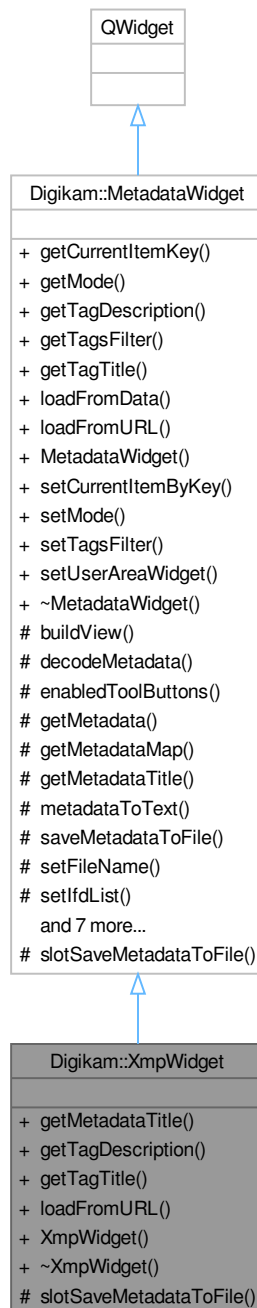 QWidget
Digikam::MetadataWidget
+ getCurrentItemKey()
+ getMode()
+ getTagDescription()
+ getTagsFilter()
+ getTagTitle()
+ loadFromData()
+ loadFromURL()
+ MetadataWidget()
+ setCurrentItemByKey()
+ setMode()
+ setTagsFilter()
+ setUserAreaWidget()
+ ~MetadataWidget()
# buildView()
# decodeMetadata()
# enabledToolButtons()
# getMetadata()
# getMetadataMap()
# getMetadataTitle()
# metadataToText()
# saveMetadataToFile()
# setFileName()
# setIfdList()
and 7 more...
# slotSaveMetadataToFile()
Digikam::XmpWidget
+ getMetadataTitle()
+ getTagDescription()
+ getTagTitle()
+ loadFromURL()
+ XmpWidget()
+ ~XmpWidget()
# slotSaveMetadataToFile()